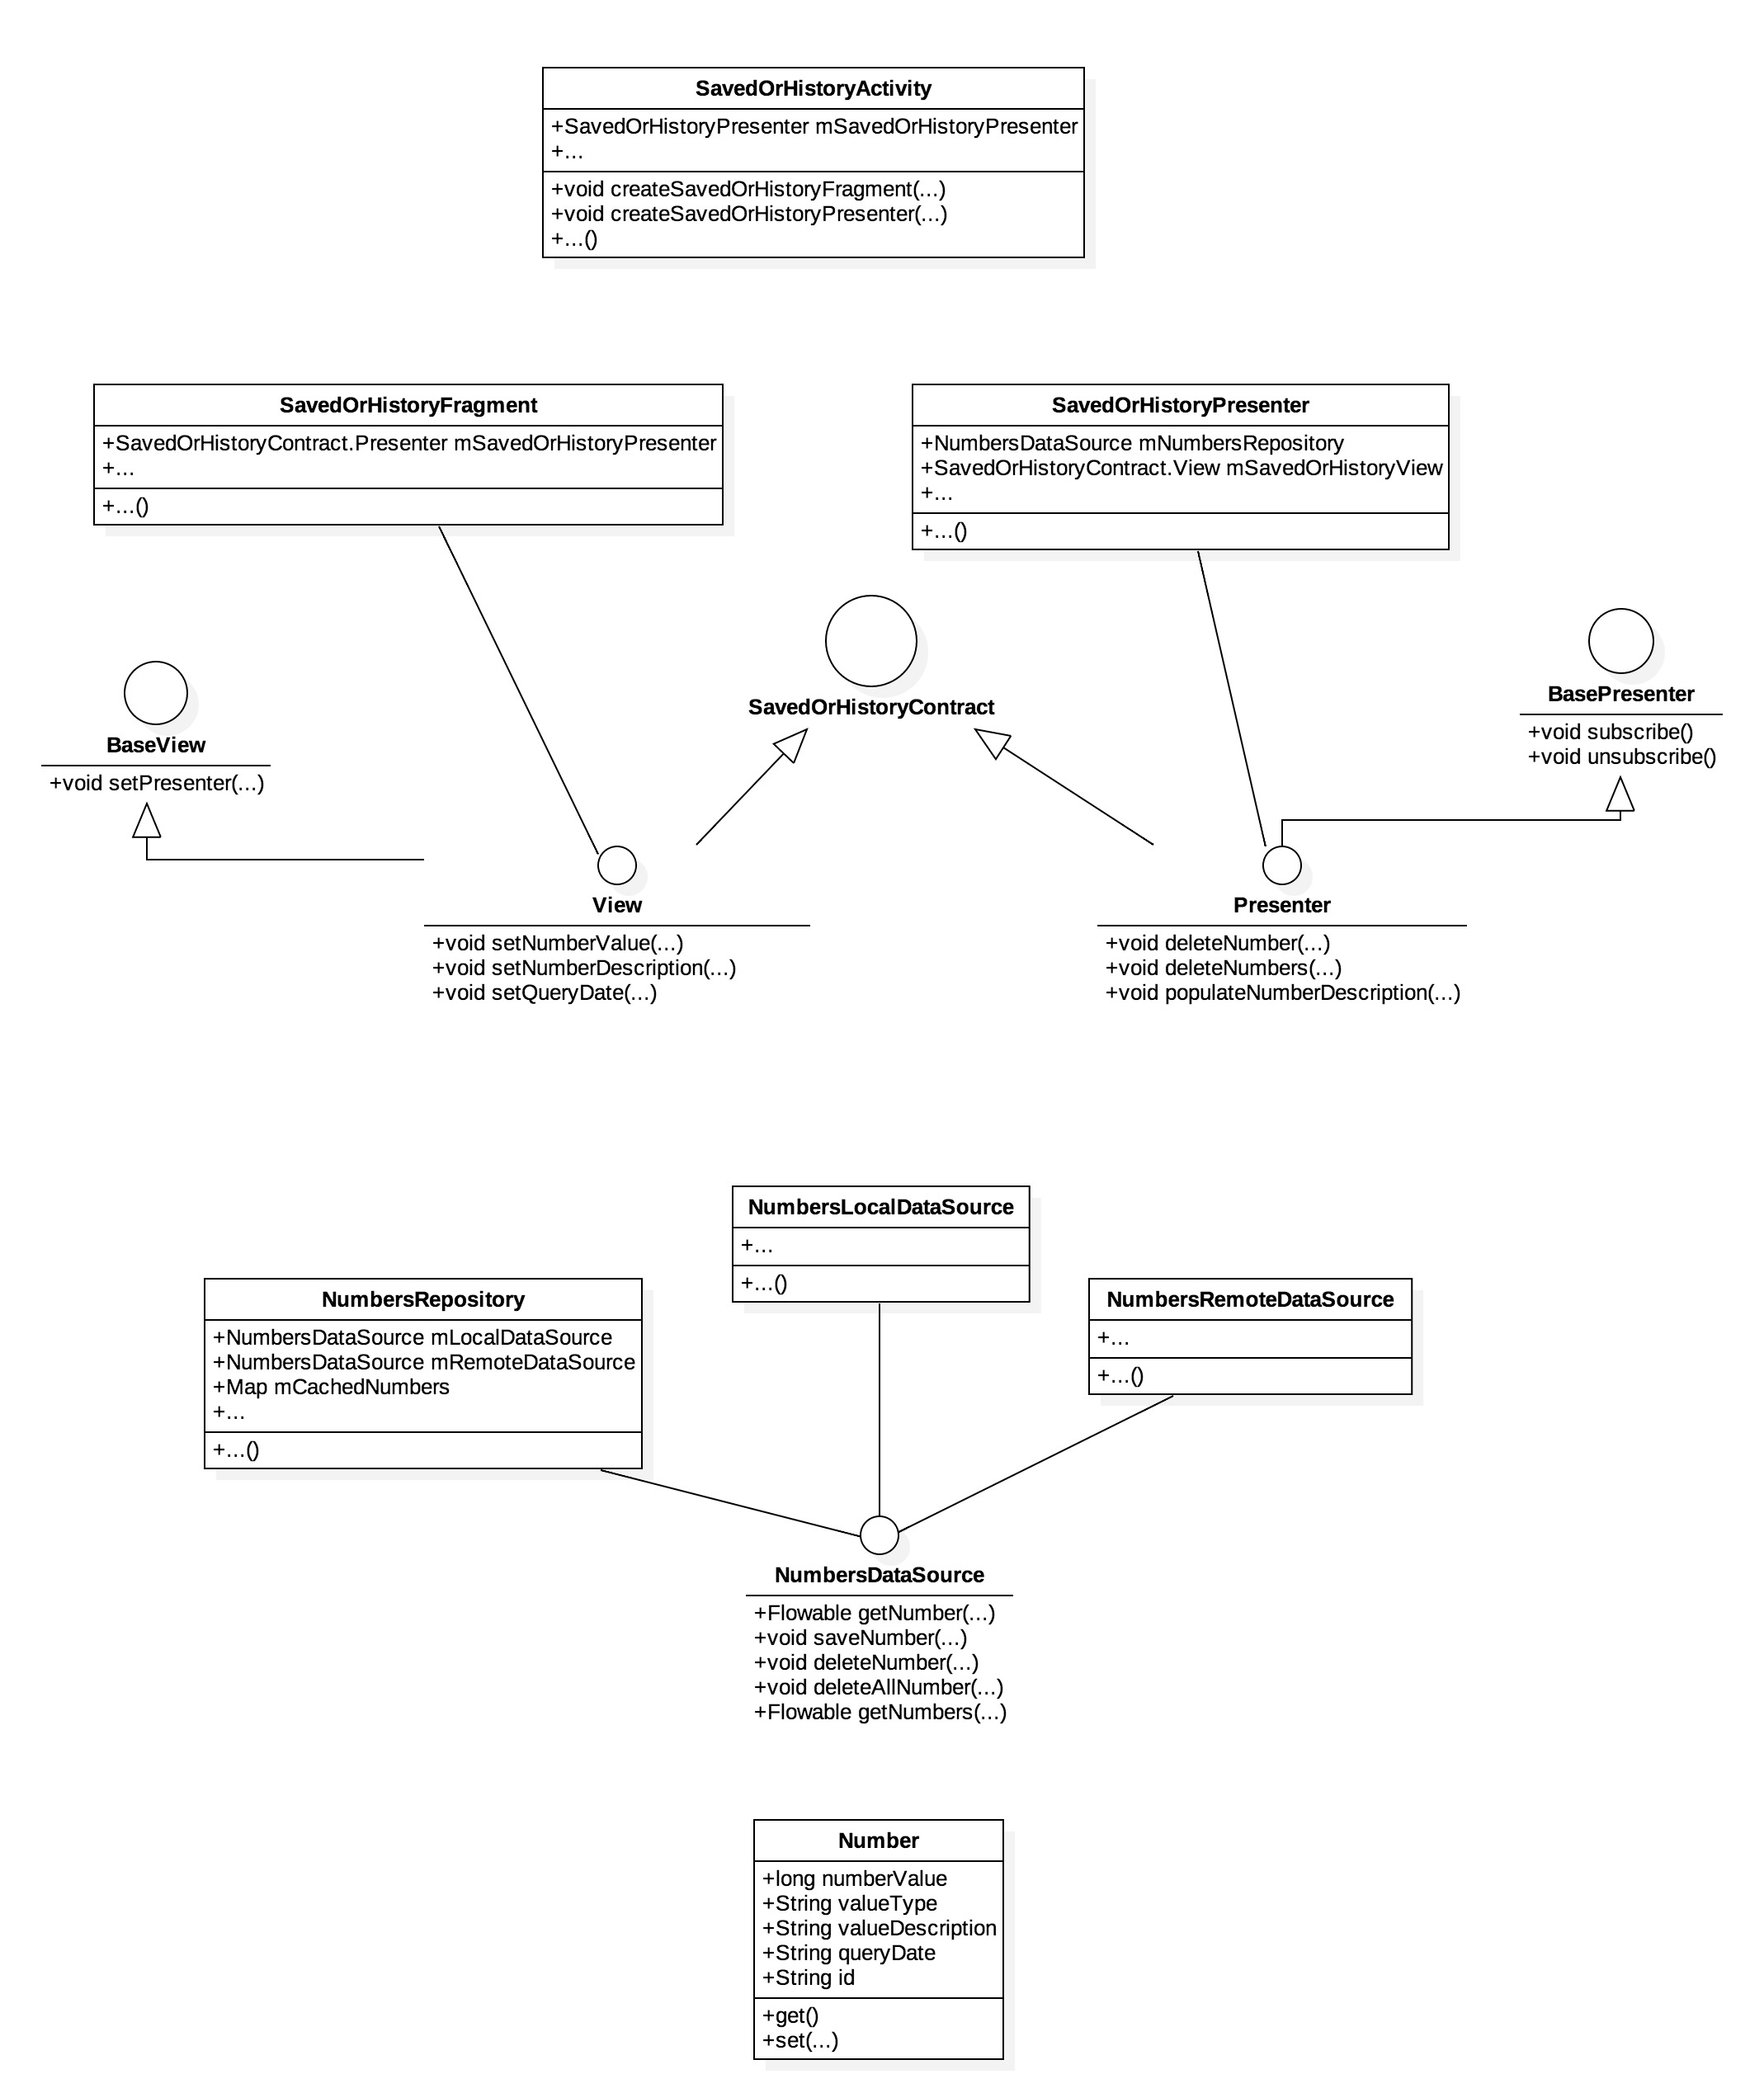 SavedOrHistoryActivity
+SavedOrHistoryPresenter mSavedOrHistoryPresenter
+...
+void createSavedOrHistoryFragment(...)
+void createSavedOrHistoryPresenter(...)
+...()
SavedOrHistoryFragment
+SavedOrHistoryContract.Presenter mSavedOrHistoryPresenter
+...
+...()
SavedOrHistoryPresenter
+NumbersDataSource mNumbersRepository
+SavedOrHistoryContract.View mSavedOrHistoryView
+...
+...()
BaseView
+void setPresenter(...)
SavedOrHistoryContract
BasePresenter
+void subscribe()
+void unsubscribe()
View
+void setNumberValue(...)
+void setNumberDescription(...)
+void setQueryDate(...)
Presenter
+void deleteNumber(...)
+void deleteNumbers(...)
+void populateNumberDescription(...)
NumbersLocalDataSource
+...
+...()
NumbersRepository
+NumbersDataSource mLocalDataSource
+NumbersDataSource mRemoteDataSource
+Map mCachedNumbers
+...
+...()
NumbersRemoteDataSource
+...
+...()
NumbersDataSource
+Flowable getNumber(...)
+void saveNumber(...)
+void deleteNumber(...)
+void deleteAllNumber(...)
+Flowable getNumbers(...)
Number
+long numberValue
+String valueType
+String valueDescription
+String queryDate
+String id
+get()
+set(...)